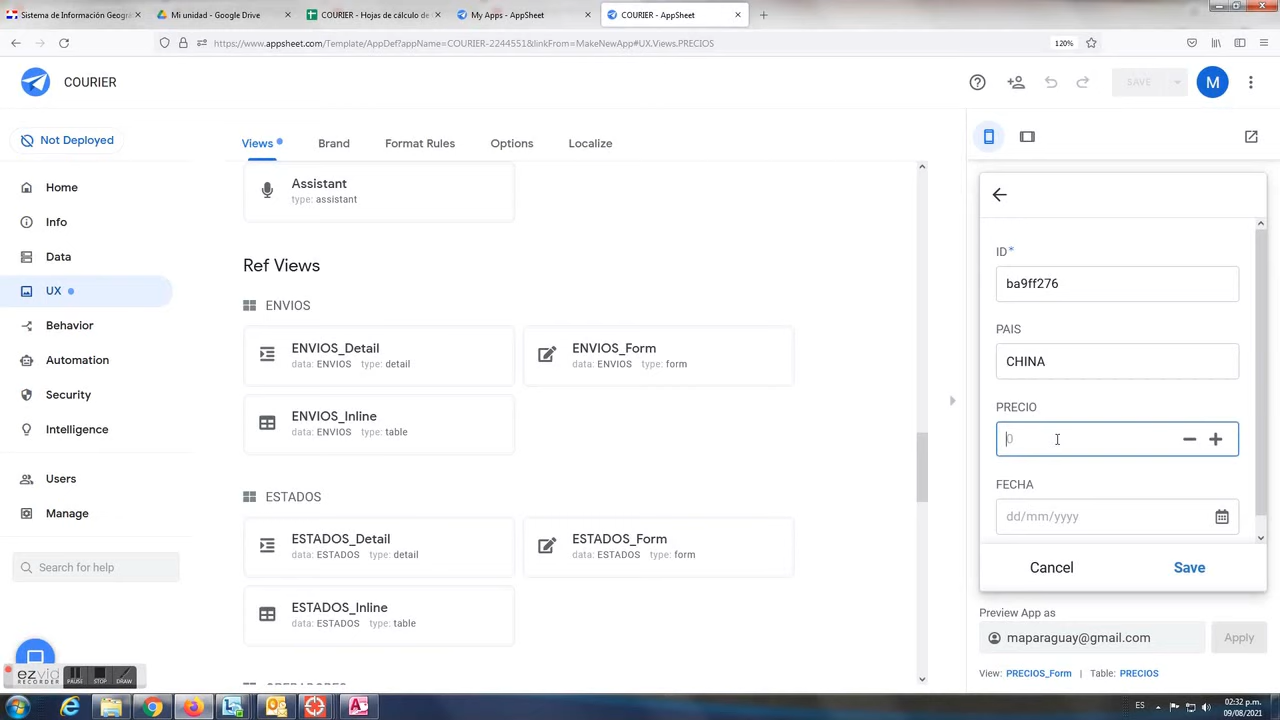 Sistema de Información Geogr
Mi unidad - Google Drive
COURIER - Hojas de cálculo de
My Apps - AppSheet
COURIER - AppSheet
https://www.appsheet.com/Template/AppDef?appName=COURIER-2244551&linkFrom=MakeNewApp#UX.Views.PRECIOS
120%
COURIER
SAVE
M
Not Deployed
Views
Brand
Format Rules
Options
Localize
Home
Info
Data
UX
Behavior
Automation
Security
Intelligence
Users
Manage
Search for help
Assistant
type: assistant
Ref Views
ENVIOS
ENVIOS_Detail
data: ENVIOS type: detail
ENVIOS_Form
data: ENVIOS type: form
ENVIOS_Inline
data: ENVIOS type: table
ESTADOS
ESTADOS_Detail
data: ESTADOS type: detail
ESTADOS_Form
data: ESTADOS type: form
ESTADOS_Inline
data: ESTADOS type: table
ID*
ba9ff276
PAIS
CHINA
PRECIO
0
FECHA
dd/mm/yyyy
Cancel
Save
Preview App as
maparaguay@gmail.com
Apply
View: PRECIOS_Form | Table: PRECIOS
ezvid
RECORDER
PAUSE
STOP
DRAW
ES
02:32 p.m.
09/08/2021